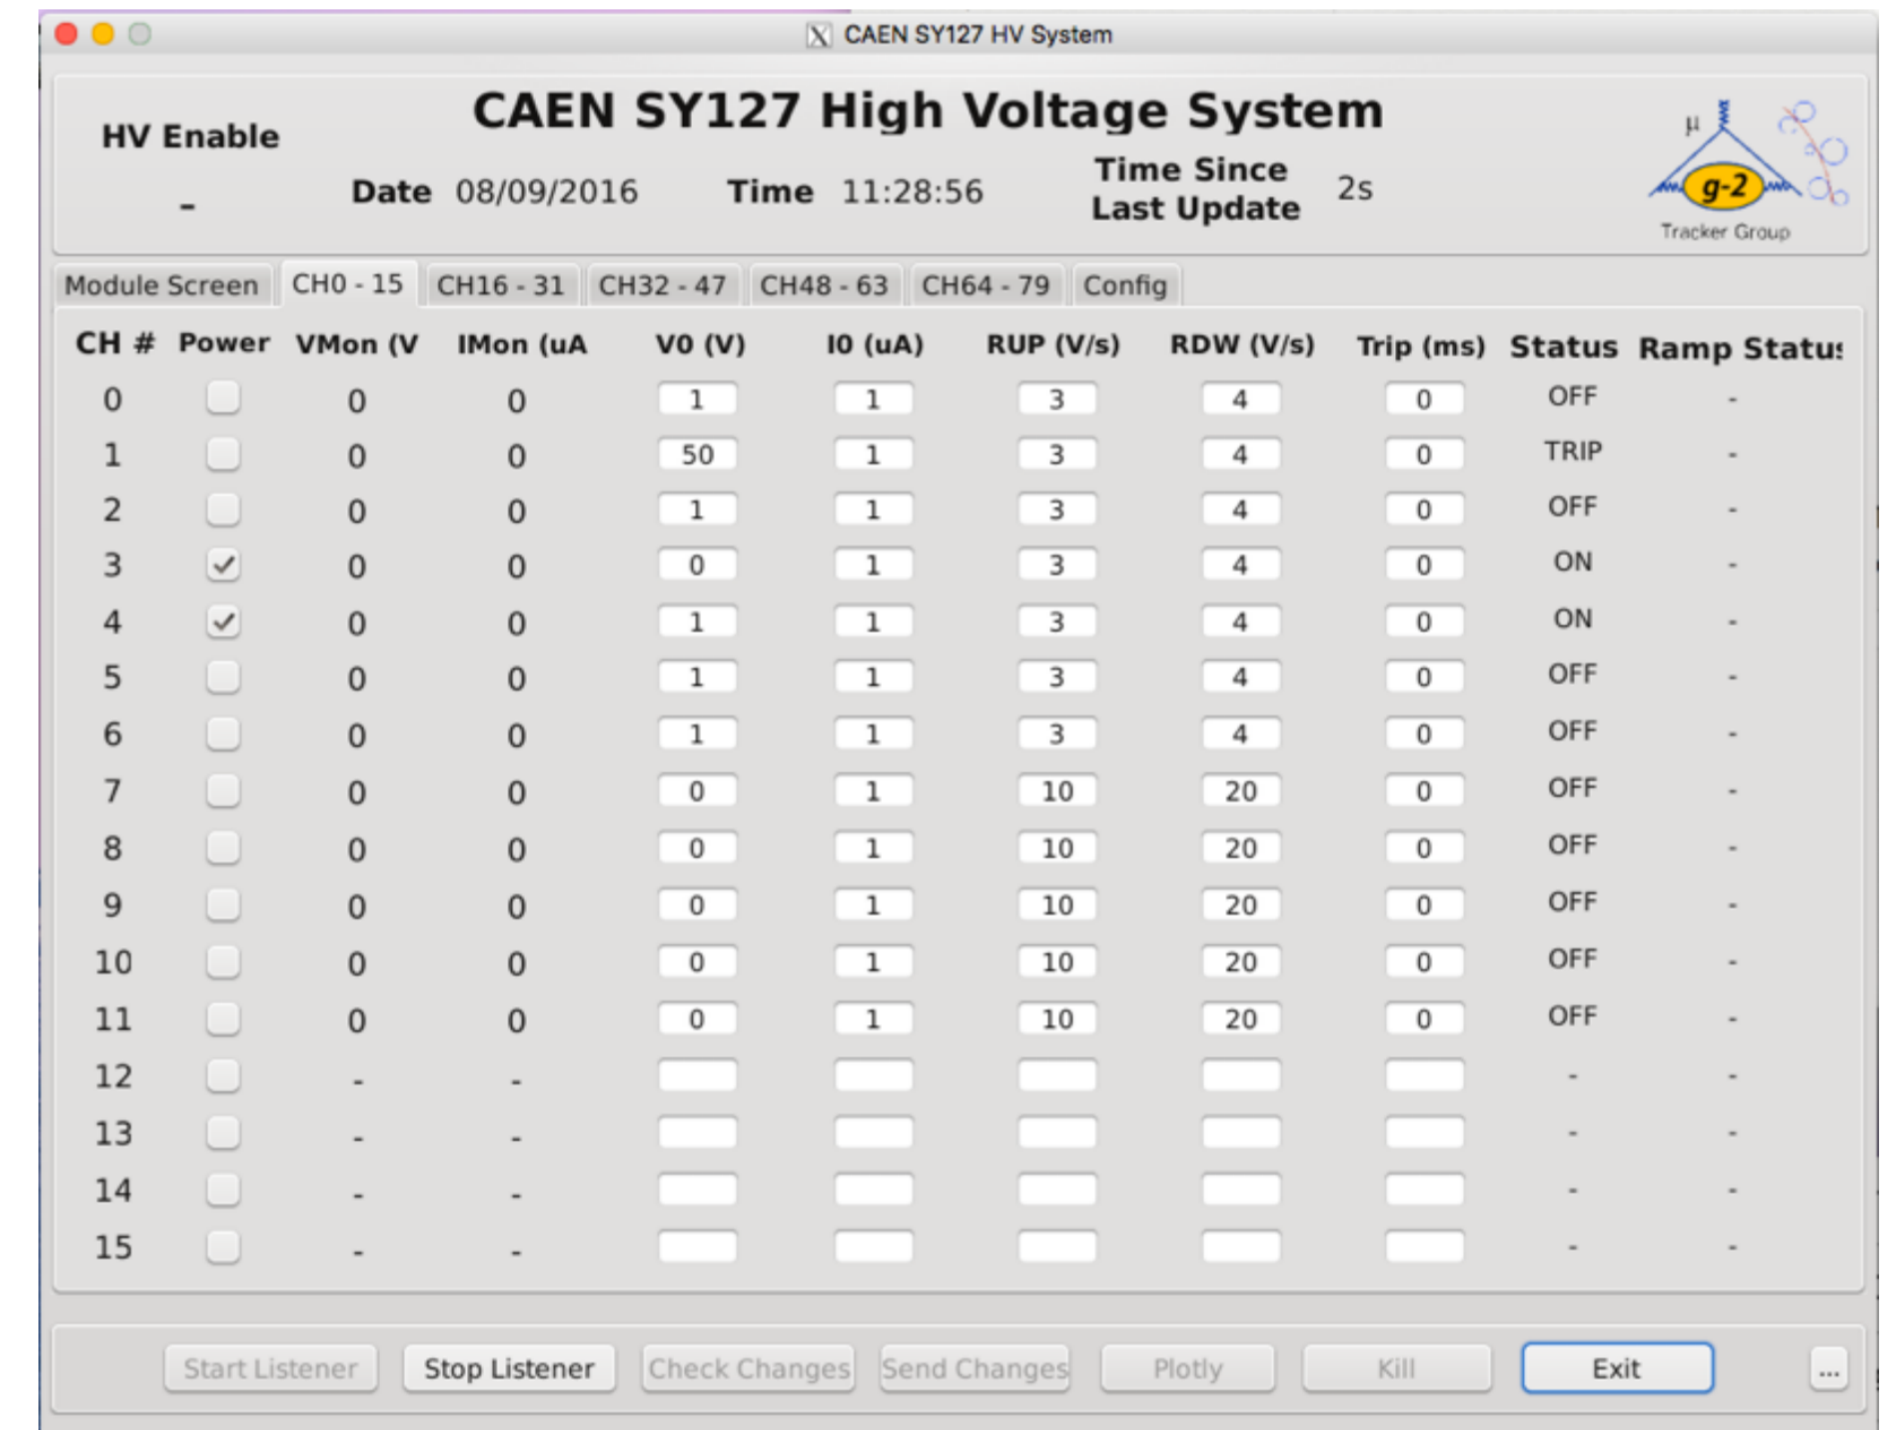 CAEN SY127 HV System
CAEN SY127 High Voltage System
HV Enable
-
Date 08/09/2016 Time 11:28:56 Time Since Last Update 2s
µ
g-2
Tracker Group
Module Screen CH0 - 15 CH16 - 31 CH32 - 47 CH48 - 63 CH64 - 79 Config
CH # Power VMon (V IMon (uA V0 (V) I0 (uA) RUP (V/s) RDW (V/s) Trip (ms) Status Ramp Status
0 0 0 1 1 3 4 0 OFF -
1 0 0 50 1 3 4 0 TRIP -
2 0 0 1 1 3 4 0 OFF -
3 0 0 0 1 3 4 0 ON -
4 0 0 1 1 3 4 0 ON -
5 0 0 1 1 3 4 0 OFF -
6 0 0 1 1 3 4 0 OFF -
7 0 0 0 1 10 20 0 OFF -
8 0 0 0 1 10 20 0 OFF -
9 0 0 0 1 10 20 0 OFF -
10 0 0 0 1 10 20 0 OFF -
11 0 0 0 1 10 20 0 OFF -
12 - - - -
13 - - - -
14 - - - -
15 - - - -
Start Listener Stop Listener Check Changes Send Changes Plotly Kill Exit ...